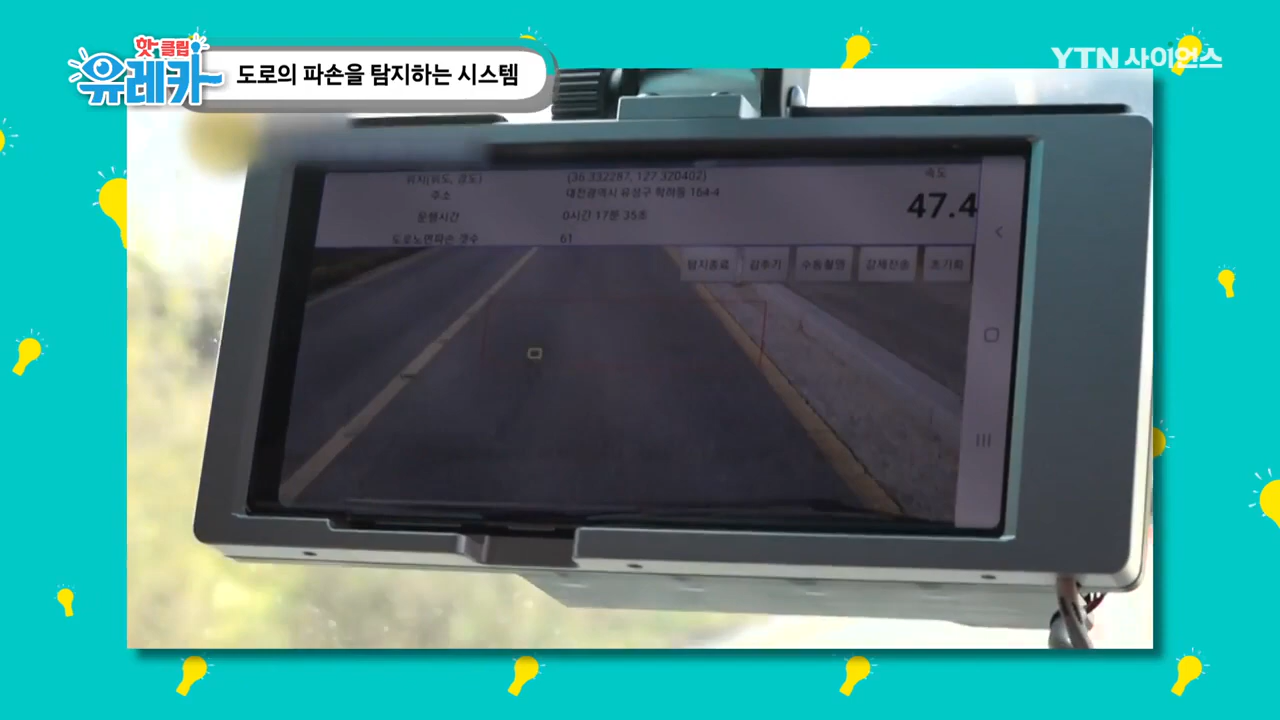 핫클립
유레카
도로의 파손을 탐지하는 시스템
YTN 사이언스
위치(위도, 경도) (36.332287, 127.320402)
주소 대전광역시 유성구 학하동 164-4
운행시간 0시간 17분 35초
도로노면파손 갯수 61
속도
47.4
탐지종료 감추기 수동촬영 강제전송 초기화